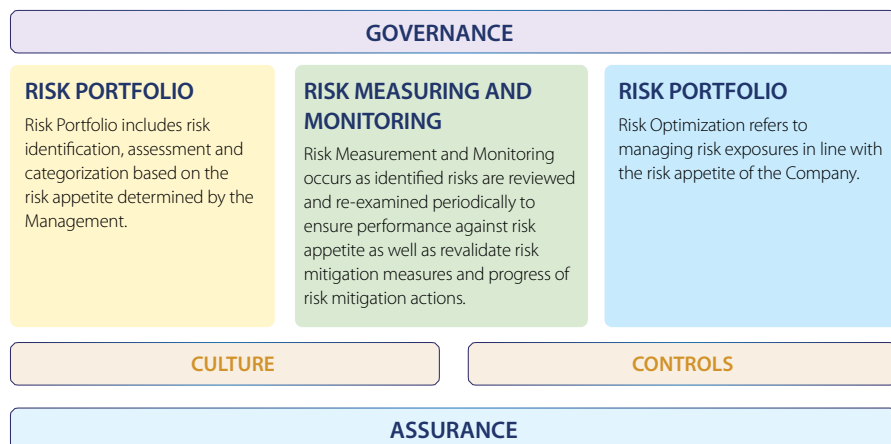 GOVERNANCE
RISK PORTFOLIO
Risk Portfolio includes risk
identification, assessment and
categorization based on the
risk appetite determined by the
Management.
RISK MEASURING AND
MONITORING
Risk Measurement and Monitoring
occurs as identified risks are reviewed
and re-examined periodically to
ensure performance against risk
appetite as well as revalidate risk
mitigation measures and progress of
risk mitigation actions.
RISK PORTFOLIO
Risk Optimization refers to
managing risk exposures in line with
the risk appetite of the Company.
CULTURE
CONTROLS
ASSURANCE